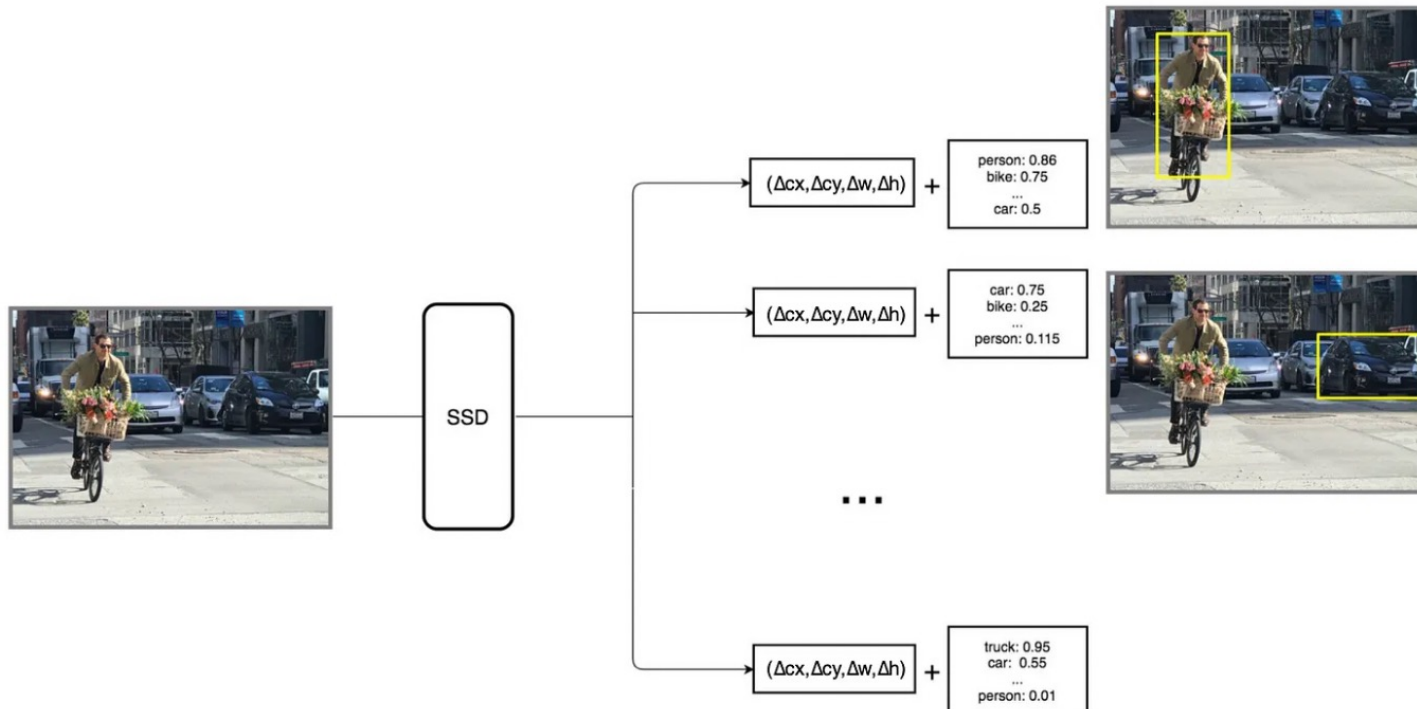 person: 0.86
bike: 0.75
...
car: 0.5
(Δcx,Δcy,Δw,Δh)
+
car: 0.75
bike: 0.25
...
person: 0.115
(Δcx,Δcy,Δw,Δh)
+
SSD
...
truck: 0.95
car: 0.55
...
person: 0.01
(Δcx,Δcy,Δw,Δh)
+